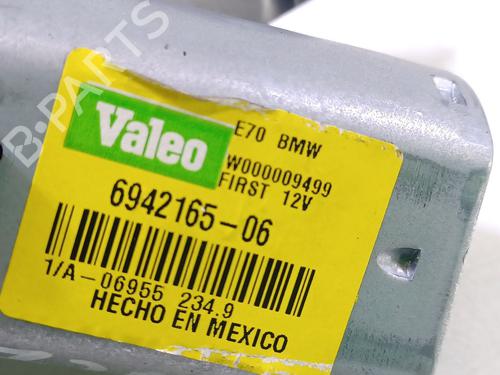 B-PARTS
Valeo
E70 BMW
W000009499
FIRST 12V
6942165-06
1/A-06955 234.9
HECHO EN MEXICO